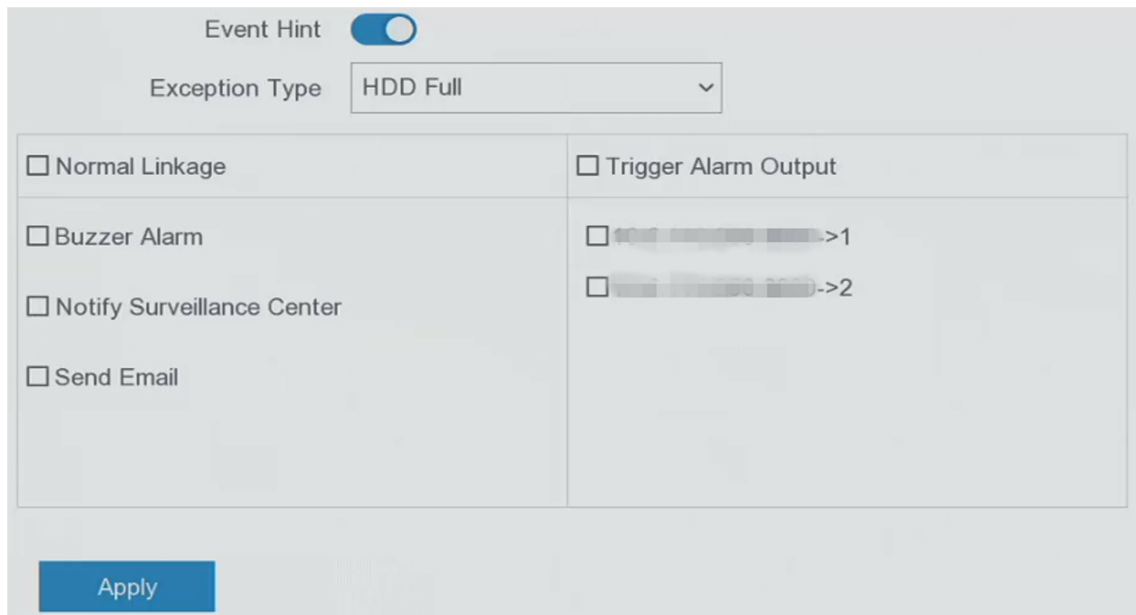 Event Hint
Exception Type HDD Full
Normal Linkage Trigger Alarm Output
Buzzer Alarm ->1
Notify Surveillance Center ->2
Send Email
Apply